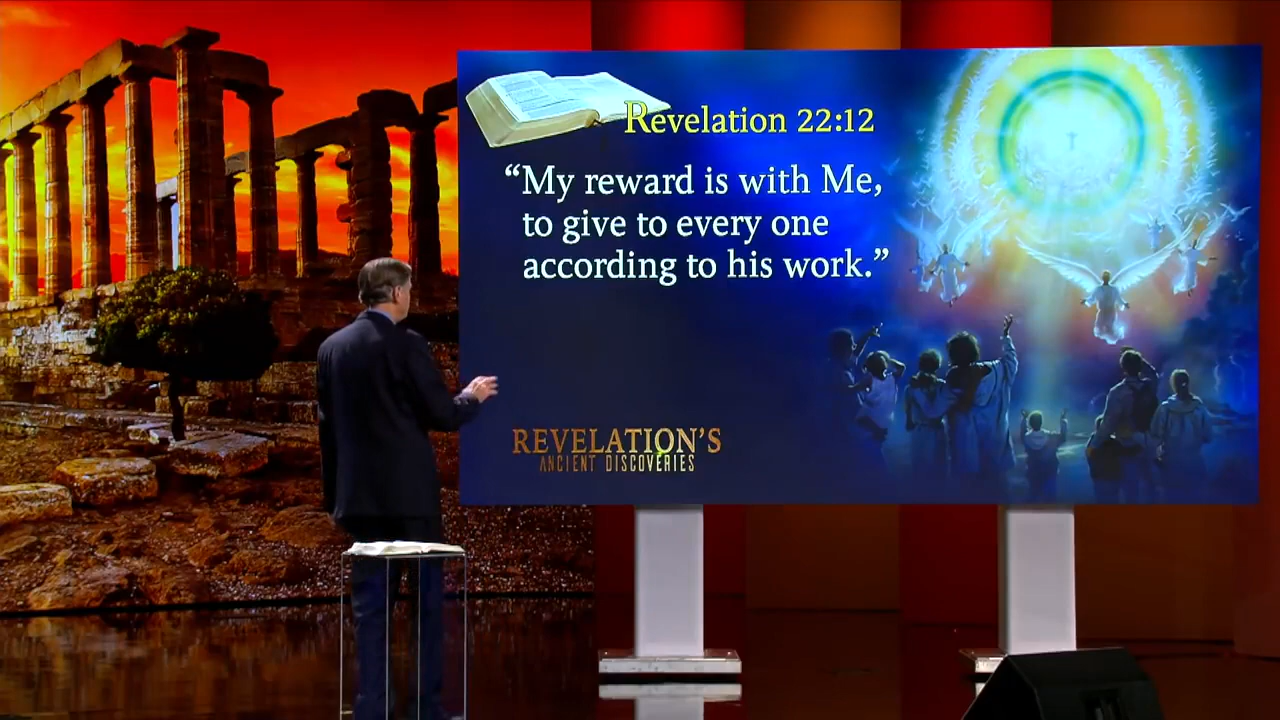 Revelation 22:12
“My reward is with Me,
to give to every one
according to his work.”
REVELATION'S
ANCIENT DISCOVERIES